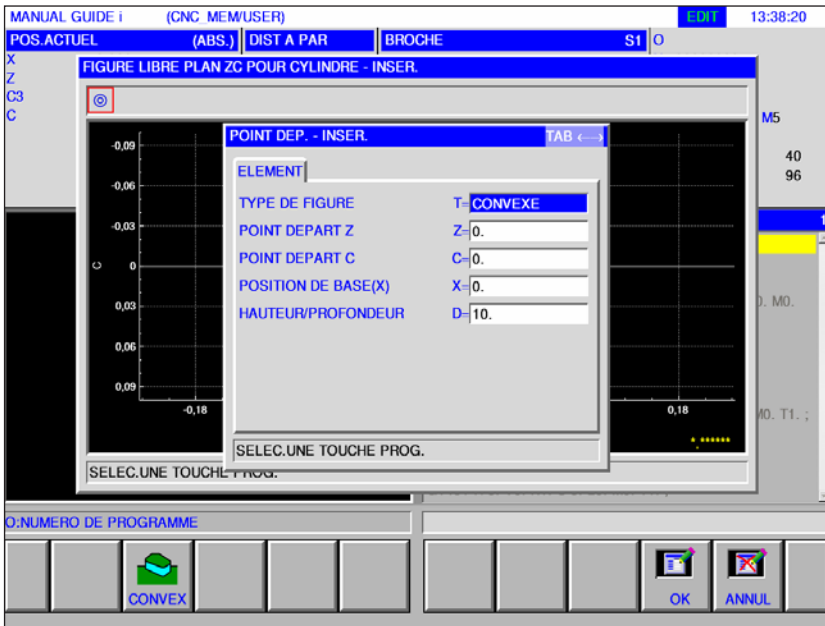 MANUAL GUIDE i (CNC_MEM/USER) EDIT 13:38:20
POS.ACTUEL (ABS.) DIST A PAR BROCHE S1 O
X
Z
C3
C
FIGURE LIBRE PLAN ZC POUR CYLINDRE - INSER.
M5
40
96
POINT DEP. - INSER. TAB ←→
ELEMENT
TYPE DE FIGURE T= CONVEXE
POINT DEPART Z Z= 0.
POINT DEPART C C= 0.
POSITION DE BASE(X) X= 0.
HAUTEUR/PROFONDEUR D= 10.
SELEC.UNE TOUCHE PROG.
-0,09
-0,06
-0,03
C 0
0,03
0,06
0,09
-0,18 0,18
*.******
1
0. M0.
M0. T1. ;
SELEC.UNE TOUCHE PROG.
O:NUMERO DE PROGRAMME
CONVEX OK ANNUL